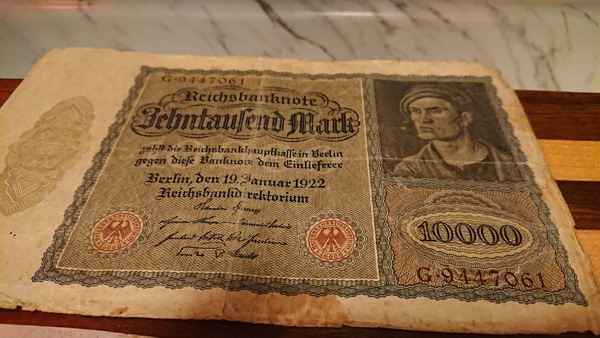 G·9447061
Reichsbanknote
Zehntausend Mark
zahlt die Reichsbankhauptkasse in Berlin
gegen diese Banknote dem Einlieferer
Berlin, den 19. Januar 1922
Reichsbankdirektorium
10000
G·9447061